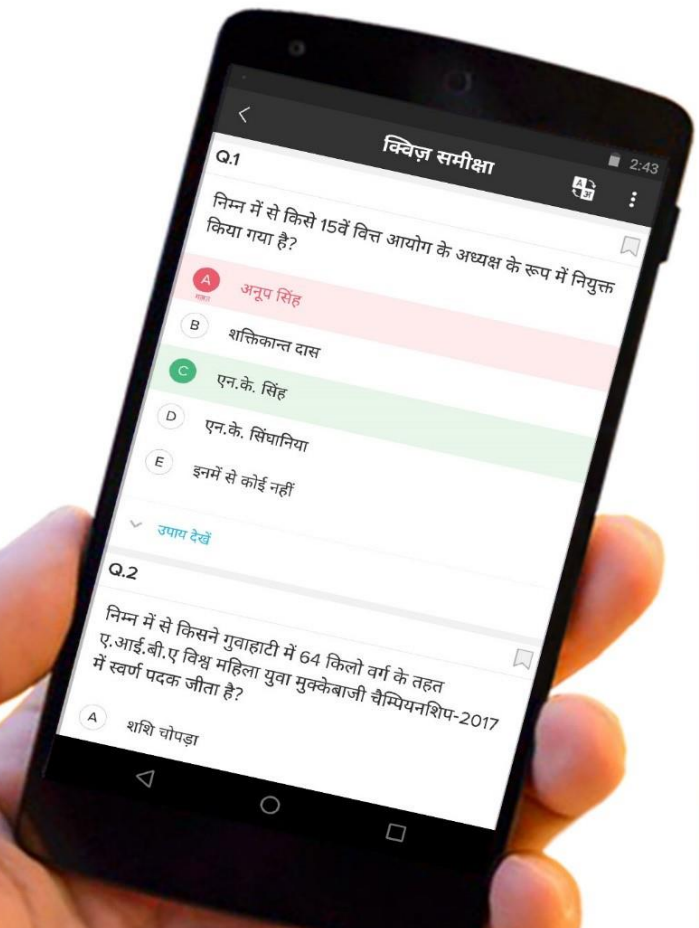 2:43
क्विज़ समीक्षा
Q.1
निम्न में से किसे 15वें वित्त आयोग के अध्यक्ष के रूप में नियुक्त
किया गया है?
A अनूप सिंह
गलत
B शक्तिकान्त दास
C एन.के. सिंह
D एन.के. सिंघानिया
E इनमें से कोई नहीं
उपाय देखें
Q.2
निम्न में से किसने गुवाहाटी में 64 किलो वर्ग के तहत
ए.आई.बी.ए विश्व महिला युवा मुक्केबाजी चैम्पियनशिप-2017
में स्वर्ण पदक जीता है?
A शशि चोपड़ा